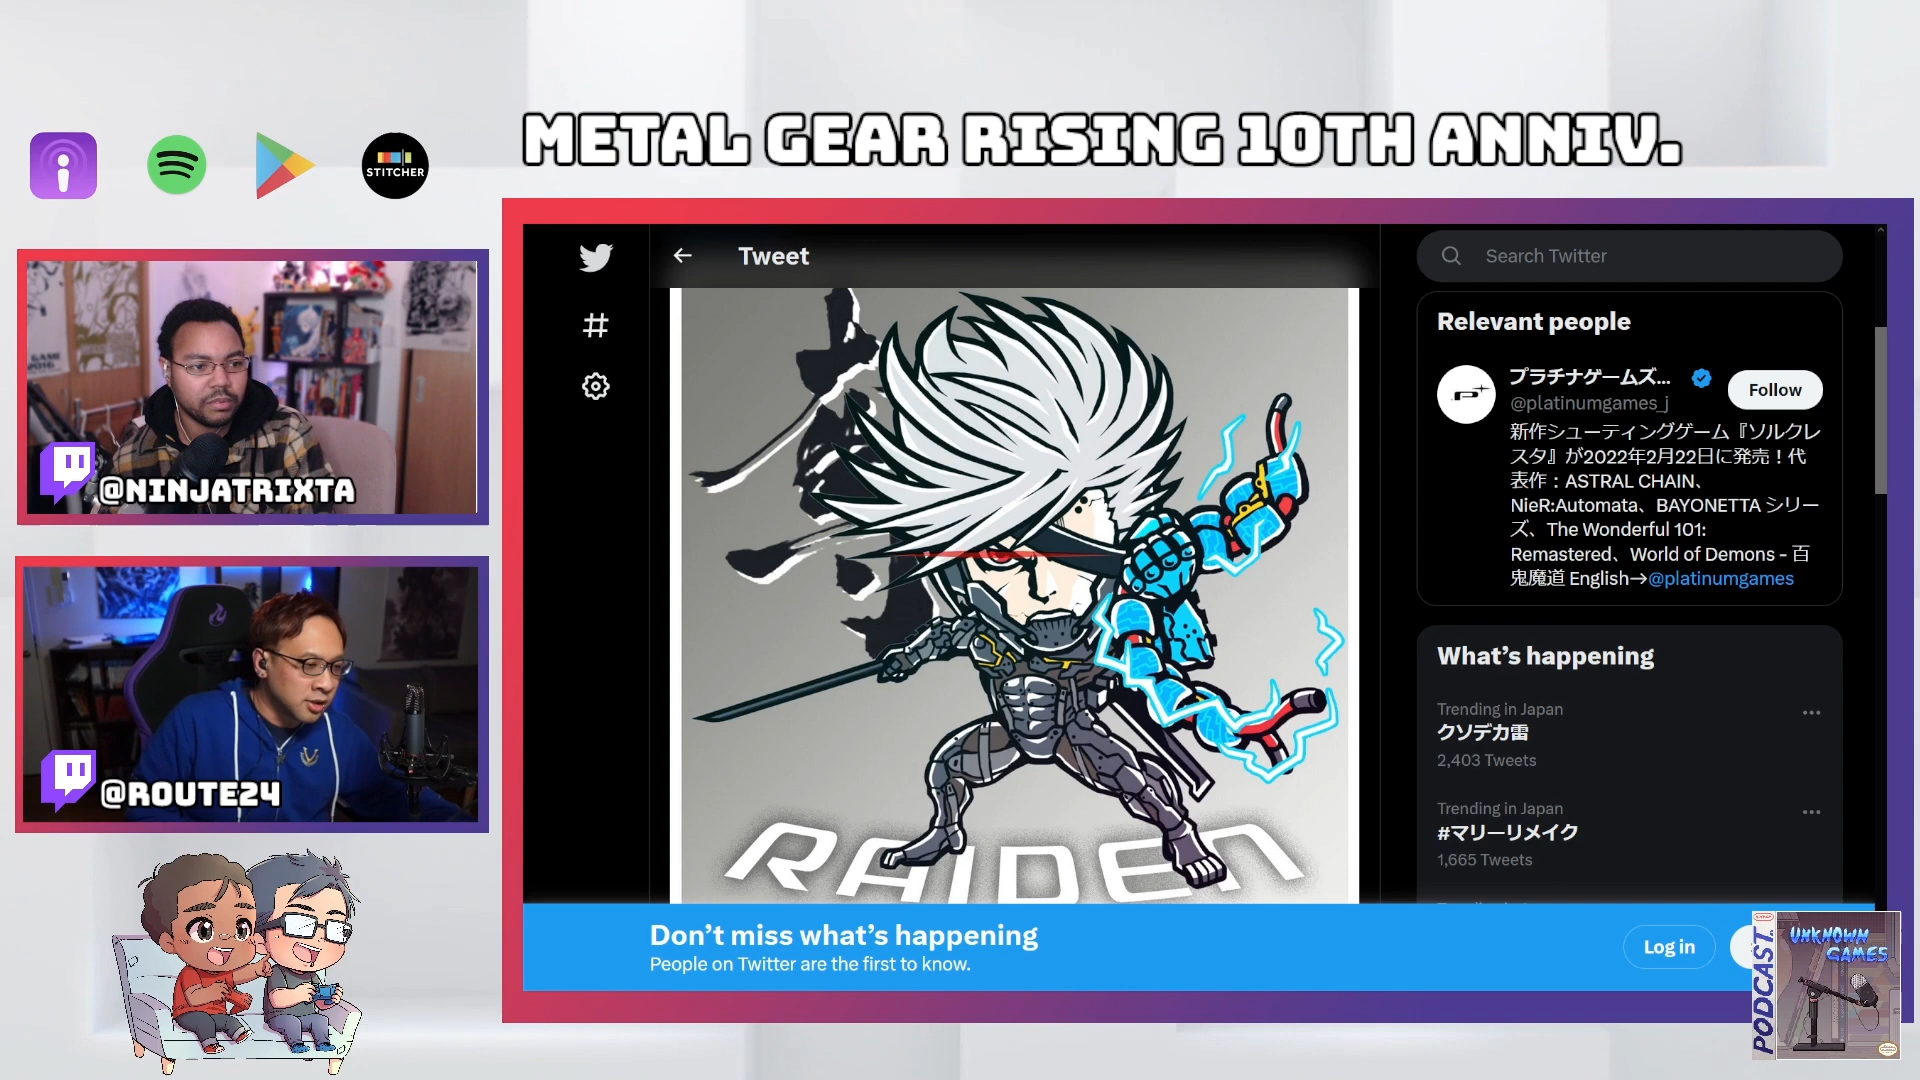 METAL GEAR RISING 10TH ANNIV.
STITCHER
@NINJATRIXTA
@ROUTE24
Tweet
RAIDEN
Search Twitter
Relevant people
プラチナゲームズ...
@platinumgames_j
Follow
新作シューティングゲーム『ソルクレ
スタ』が2022年2月22日に発売！代
表作：ASTRAL CHAIN、
NieR:Automata、BAYONETTA シリー
ズ、The Wonderful 101:
Remastered、World of Demons - 百
鬼魔道 English→@platinumgames
What's happening
Trending in Japan
クソデカ雷
2,403 Tweets
Trending in Japan
#マリーリメイク
1,665 Tweets
Don't miss what's happening
People on Twitter are the first to know.
Log in
PODCAST
UNKNOWN
GAMES